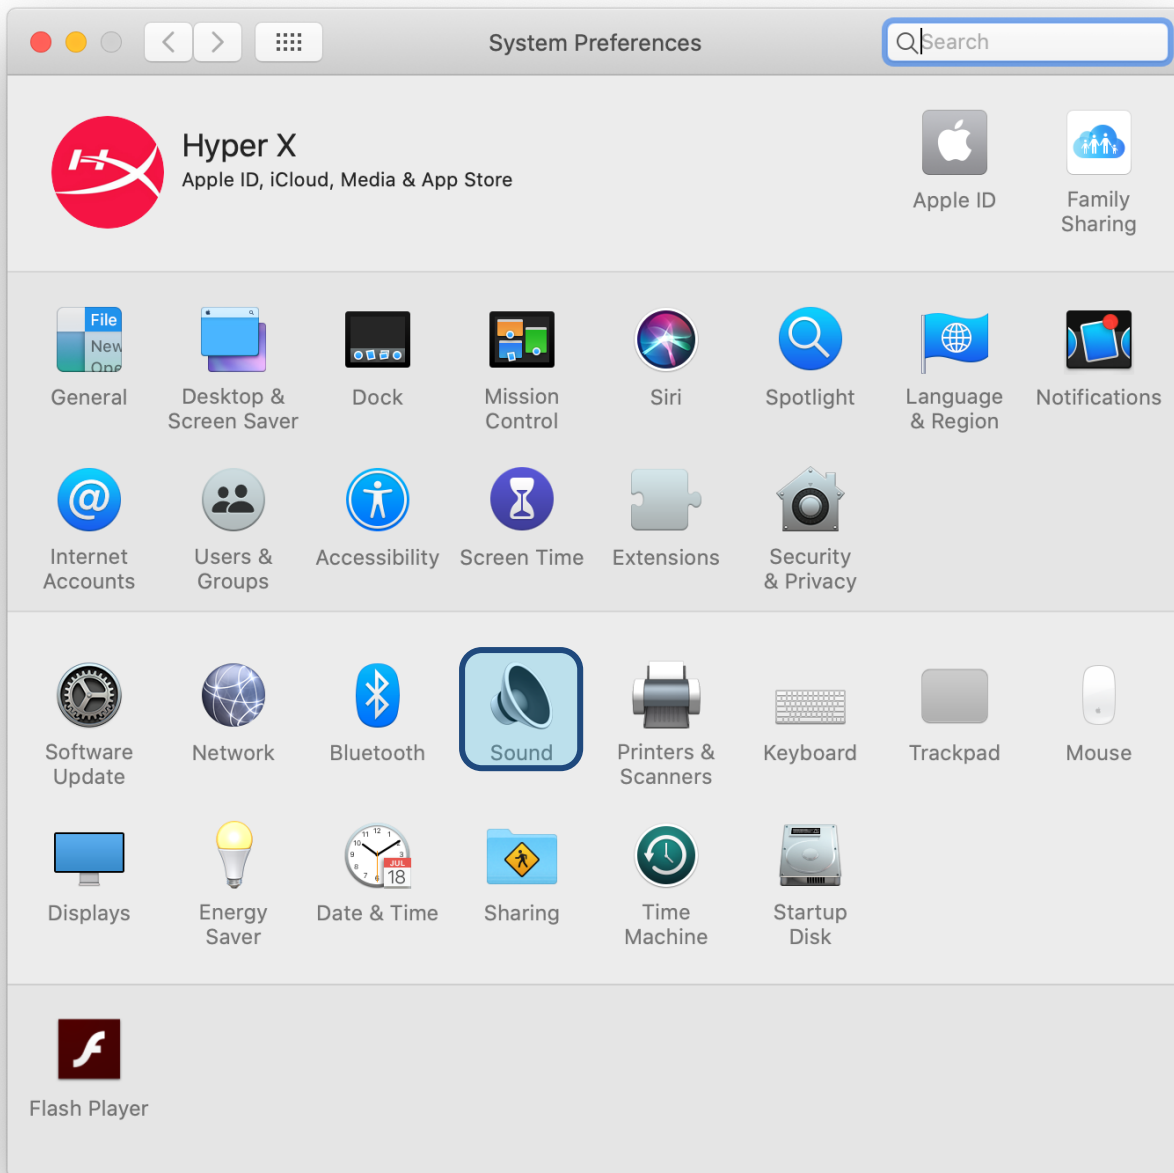 System Preferences
Search
Hyper X
Apple ID, iCloud, Media & App Store
Apple ID
Family
Sharing
File
New
Ope
General
Desktop &
Screen Saver
Dock
Mission
Control
Siri
Spotlight
Language
& Region
Notifications
Internet
Accounts
Users &
Groups
Accessibility
Screen Time
Extensions
Security
& Privacy
Software
Update
Network
Bluetooth
Sound
Printers &
Scanners
Keyboard
Trackpad
Mouse
Displays
Energy
Saver
JUL
18
Date & Time
Sharing
Time
Machine
Startup
Disk
Flash Player